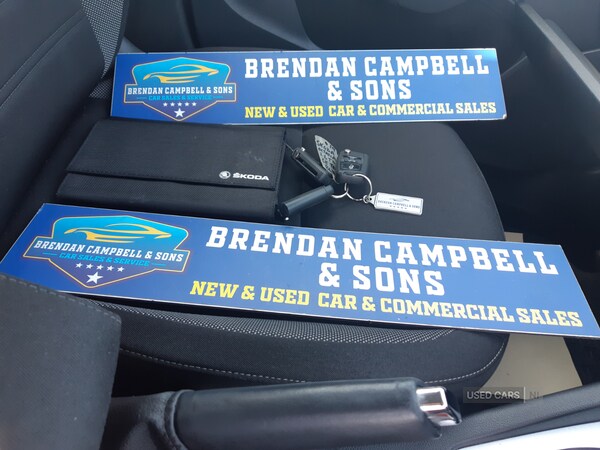 BRENDAN CAMPBELL
& SONS
NEW & USED CAR & COMMERCIAL SALES
BRENDAN CAMPBELL & SONS
CAR SALES & SERVICE
ŠKODA
BRENDAN CAMPBELL
& SONS
NEW & USED CAR & COMMERCIAL SALES
BRENDAN CAMPBELL & SONS
CAR SALES & SERVICE
USED CARS NI